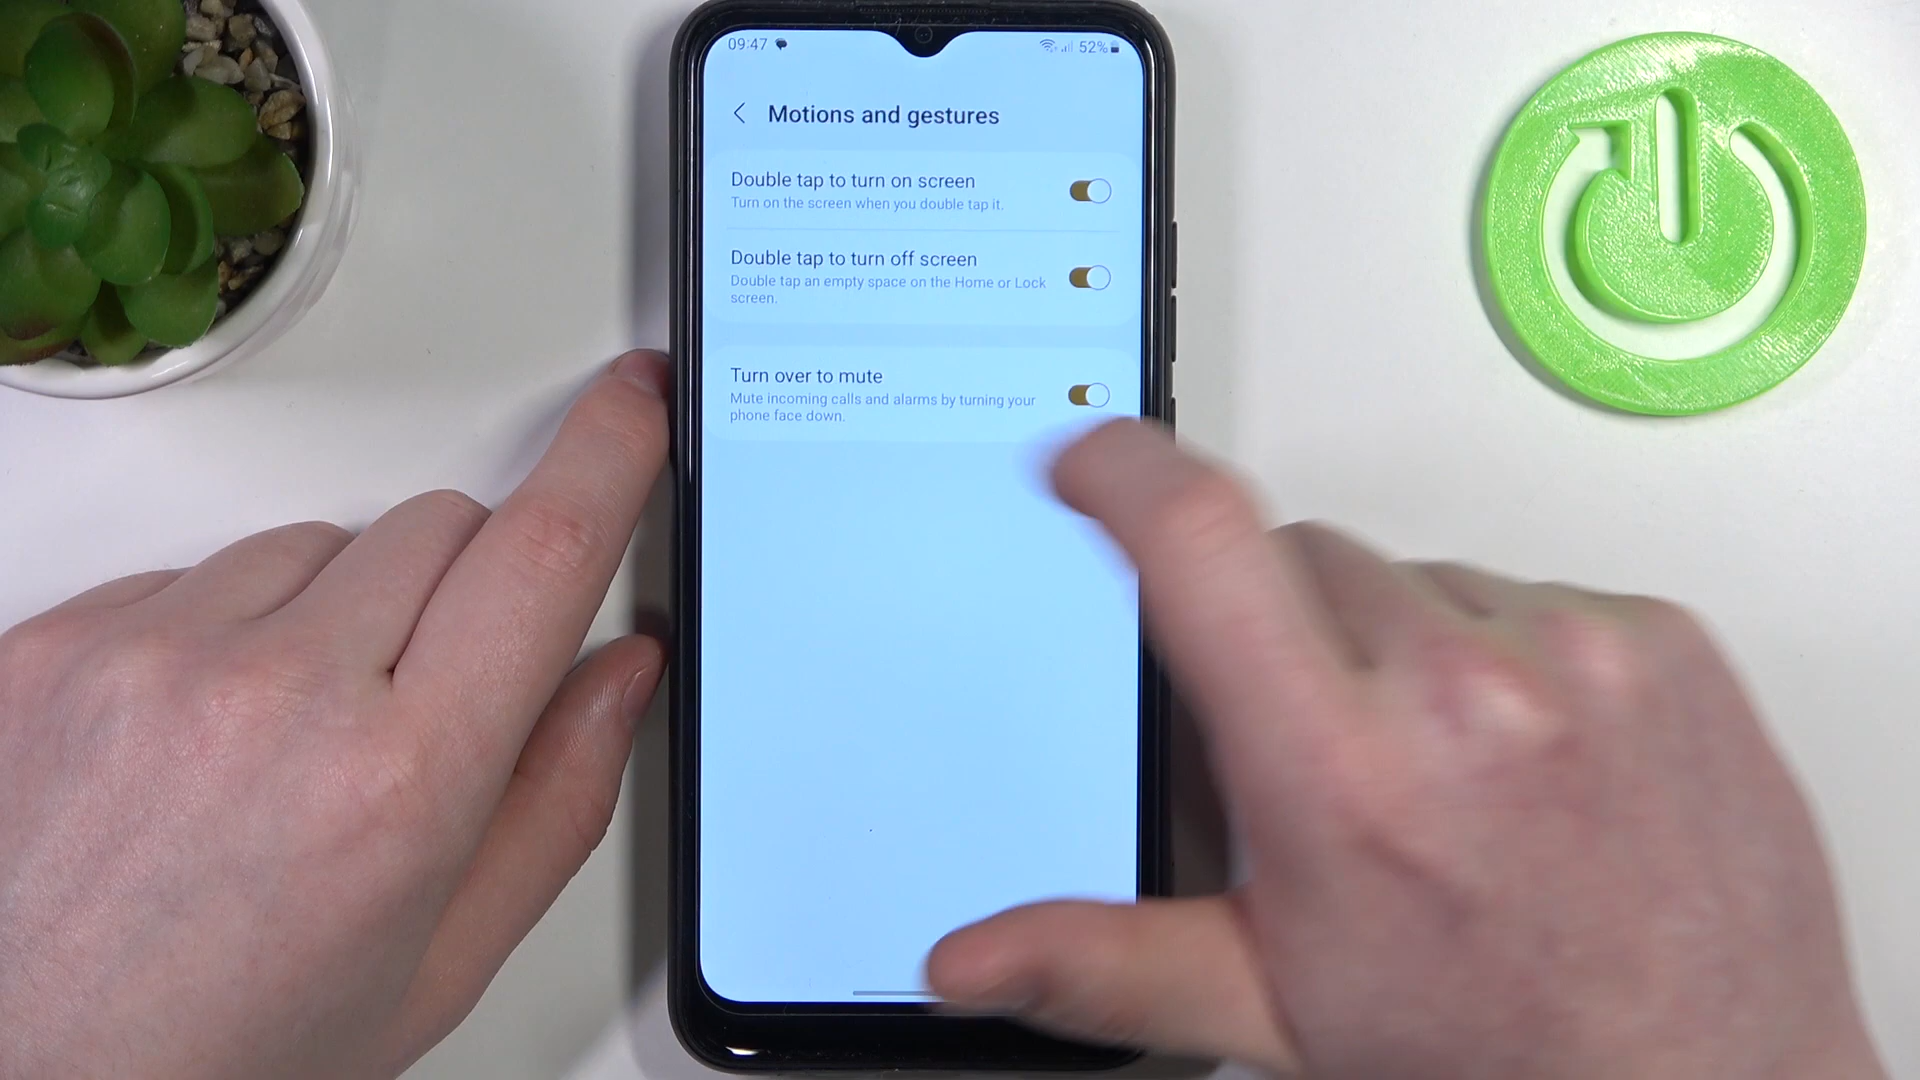 09:47
52%
Motions and gestures
Double tap to turn on screen
Turn on the screen when you double tap it.
Double tap to turn off screen
Double tap an empty space on the Home or Lock
screen.
Turn over to mute
Mute incoming calls and alarms by turning your
phone face down.